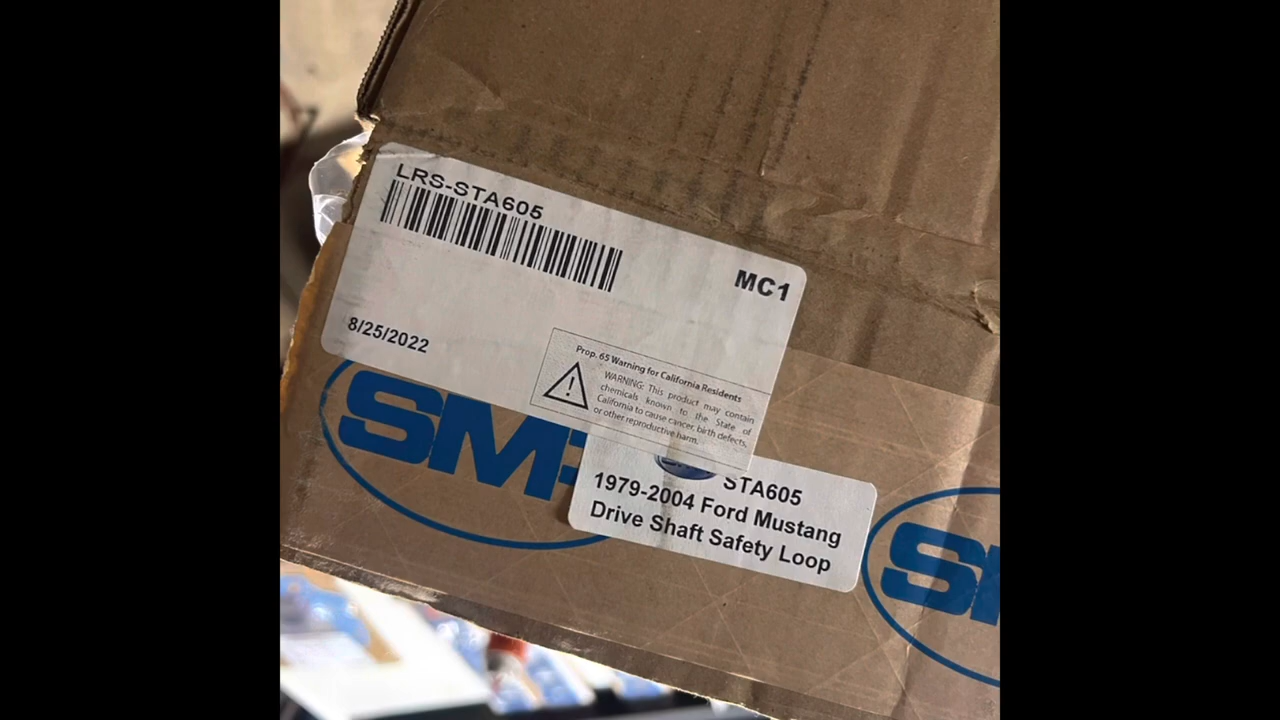 LRS-STA605
MC1
8/25/2022
Prop. 65 Warning for California Residents
WARNING: This product may contain
chemicals known to the State of
California to cause cancer, birth defects,
or other reproductive harm.
SM
STA605
1979-2004 Ford Mustang
Drive Shaft Safety Loop